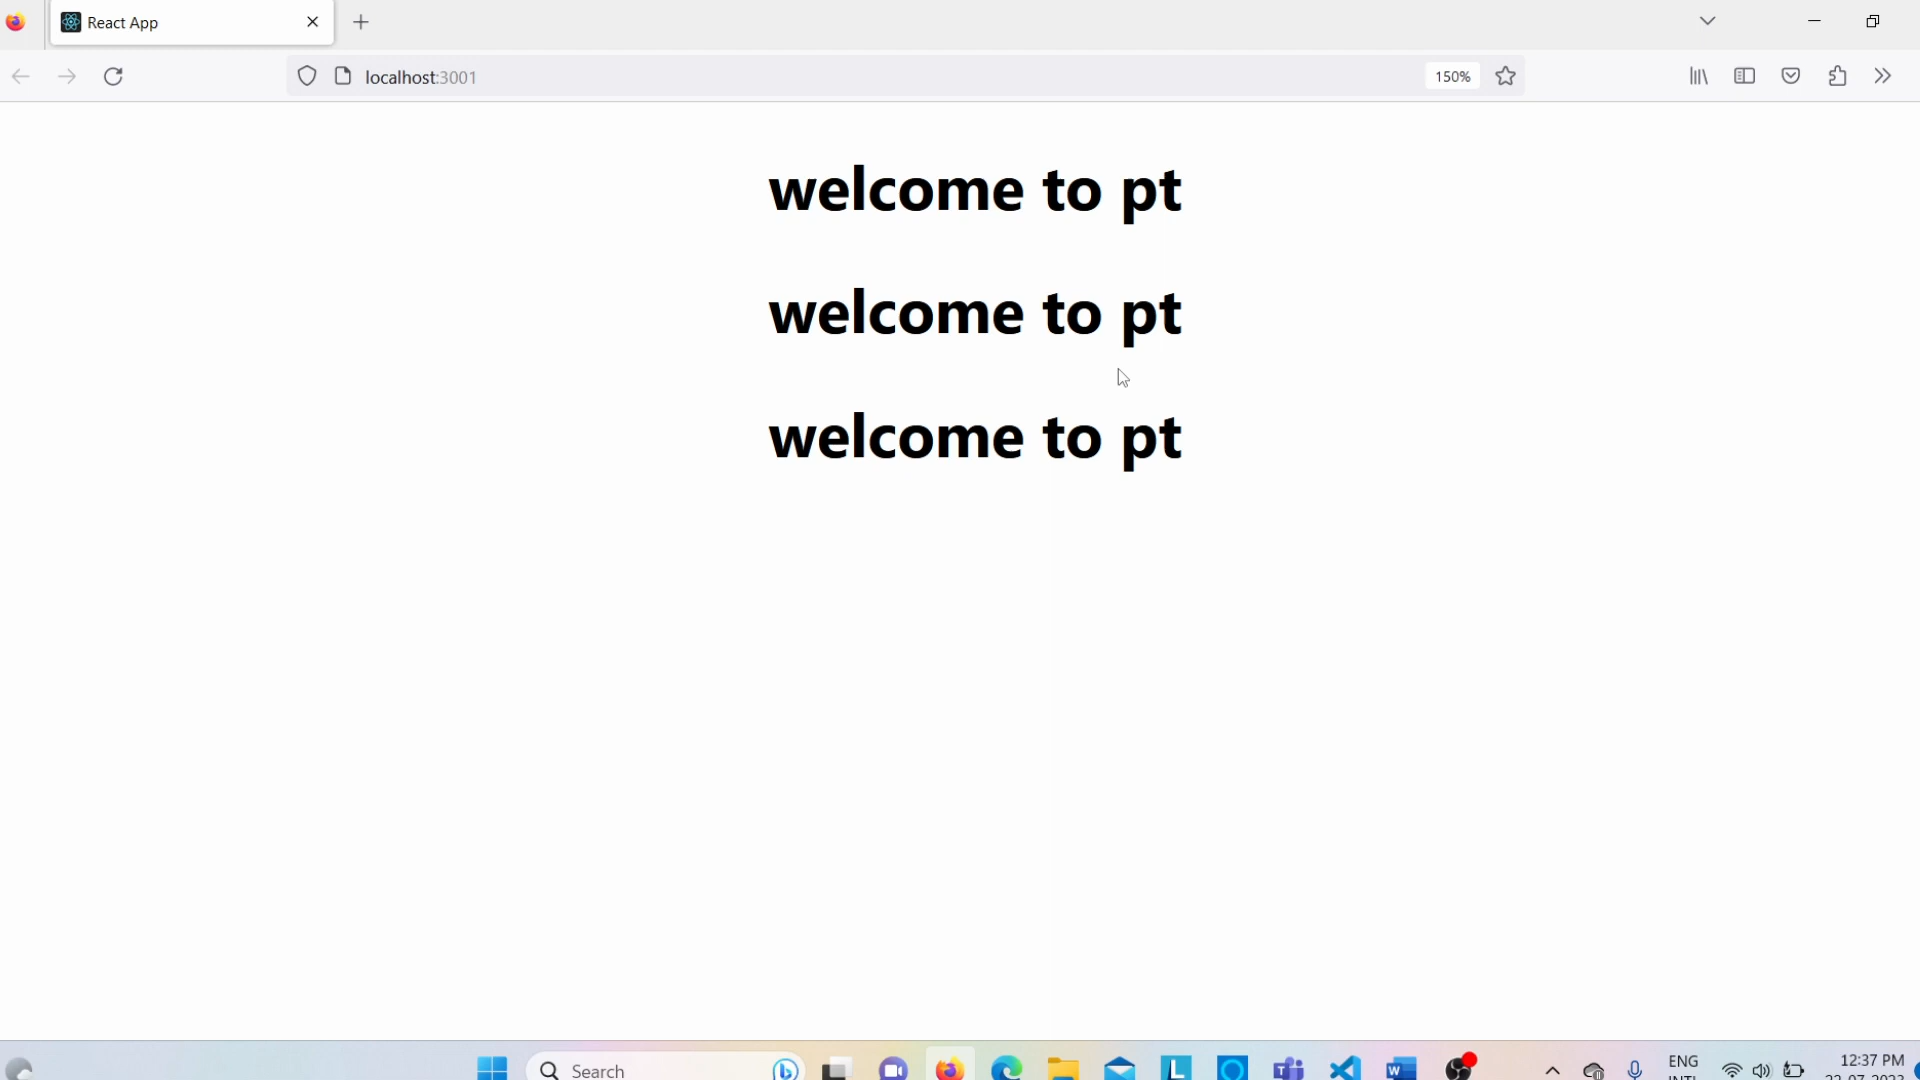 React App
localhost:3001
150%
welcome to pt
welcome to pt
welcome to pt
Search
ENG
12:37 PM